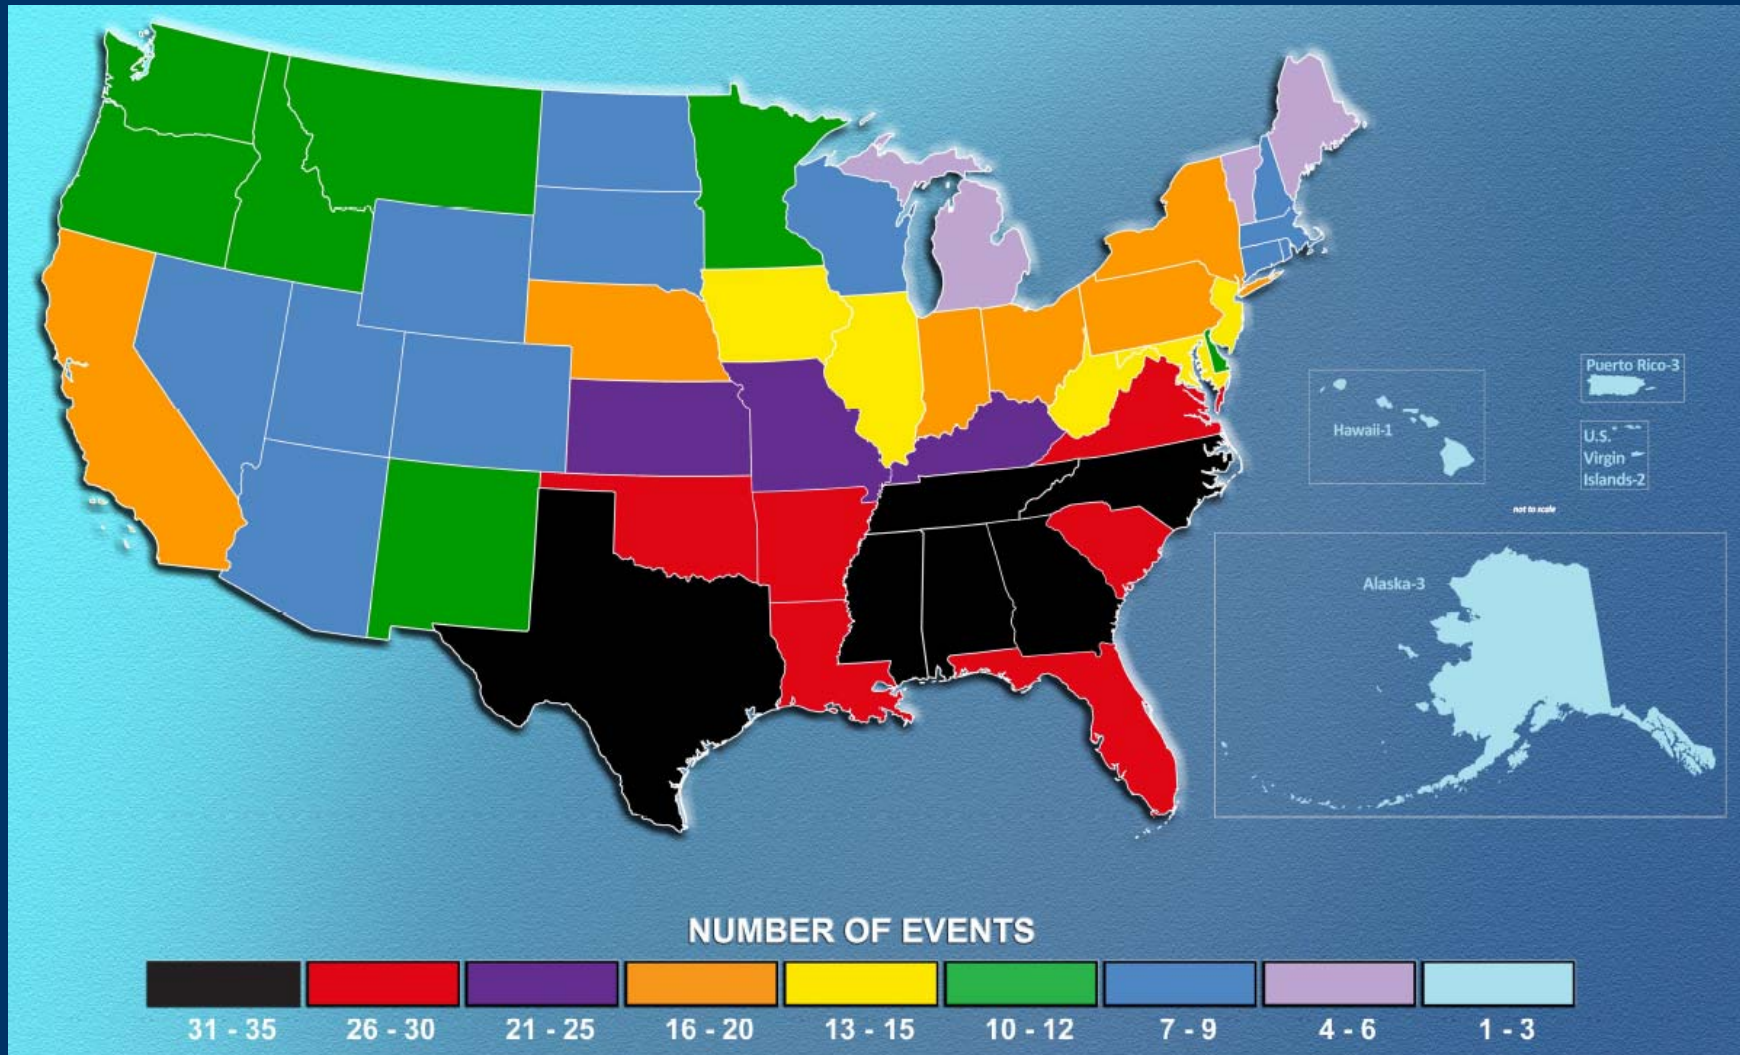 Puerto Rico-3
Hawaii-1
U.S.
Virgin
Islands-2
not to scale
Alaska-3
NUMBER OF EVENTS
31 - 35 26 - 30 21 - 25 16 - 20 13 - 15 10 - 12 7 - 9 4 - 6 1 - 3